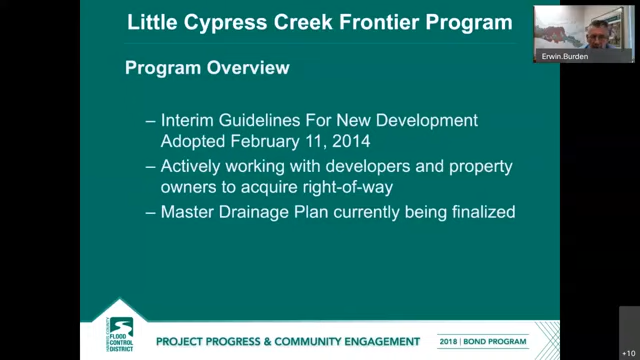 Little Cypress Creek Frontier Program
Erwin.Burden
Program Overview
– Interim Guidelines For New Development
Adopted February 11, 2014
– Actively working with developers and property
owners to acquire right-of-way
– Master Drainage Plan currently being finalized
HARRIS COUNTY
FLOOD
CONTROL
DISTRICT
PROJECT PROGRESS & COMMUNITY ENGAGEMENT
2018 | BOND PROGRAM
+10